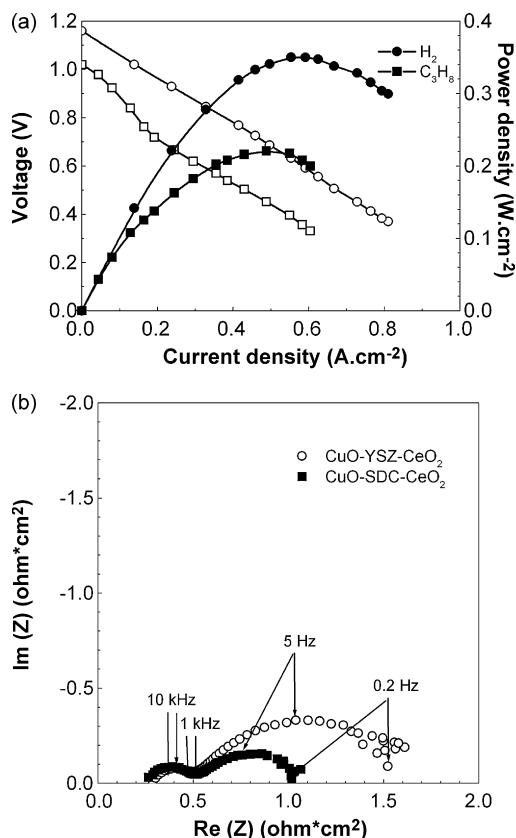 (a)
1.2
1.0
0.8
0.6
0.4
0.2
0.0
Voltage (V)
0.4
0.3
0.2
0.1
0.0
Power density
(W.cm-2)
H₂
C₃H₈
0.0 0.2 0.4 0.6 0.8 1.0
Current density (A.cm-2)
(b)
-2.0
-1.5
-1.0
-0.5
0.0
Im (Z) (ohm*cm2)
CuO-YSZ-CeO₂
CuO-SDC-CeO₂
5 Hz
0.2 Hz
10 kHz
1 kHz
0.0 0.5 1.0 1.5 2.0
Re (Z) (ohm*cm2)